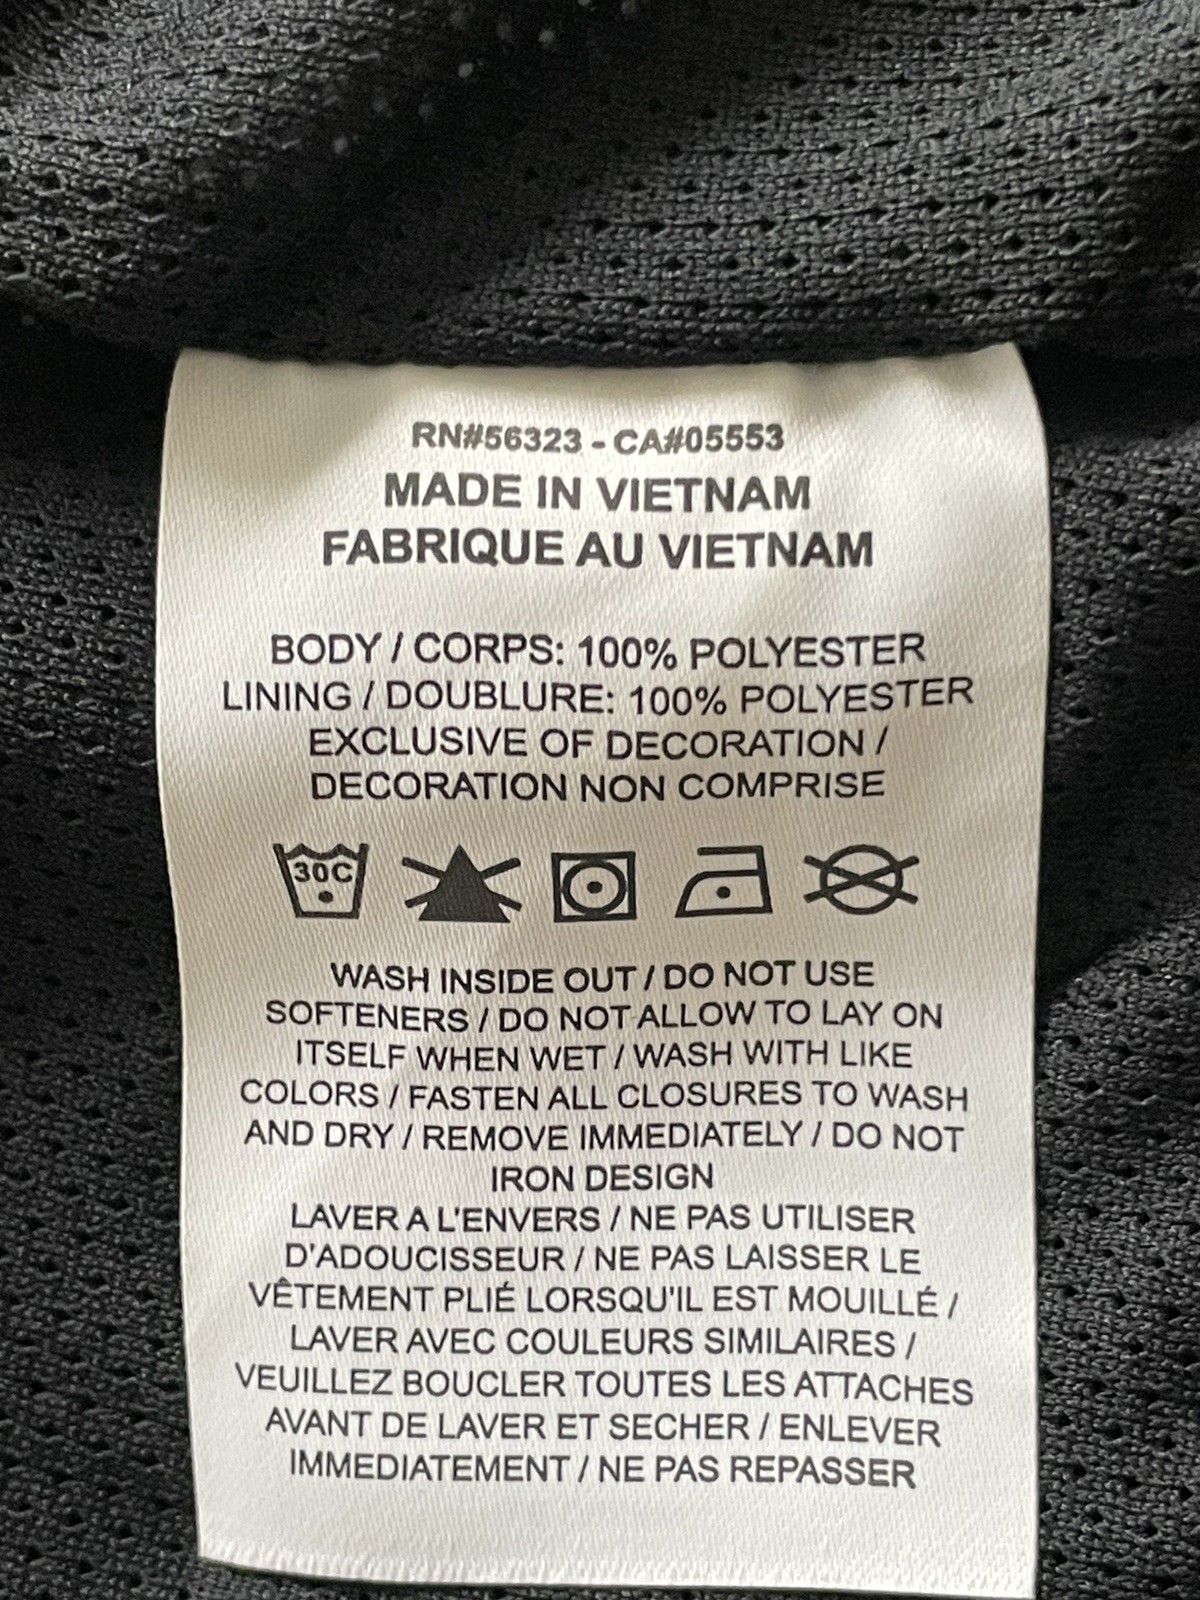 RN#56323 - CA#05553
MADE IN VIETNAM
FABRIQUE AU VIETNAM
BODY / CORPS: 100% POLYESTER
LINING / DOUBLURE: 100% POLYESTER
EXCLUSIVE OF DECORATION /
DECORATION NON COMPRISE
30C
WASH INSIDE OUT / DO NOT USE
SOFTENERS / DO NOT ALLOW TO LAY ON
ITSELF WHEN WET / WASH WITH LIKE
COLORS / FASTEN ALL CLOSURES TO WASH
AND DRY / REMOVE IMMEDIATELY / DO NOT
IRON DESIGN
LAVER A L'ENVERS / NE PAS UTILISER
D'ADOUCISSEUR / NE PAS LAISSER LE
VÊTEMENT PLIÉ LORSQU'IL EST MOUILLÉ /
LAVER AVEC COULEURS SIMILAIRES /
VEUILLEZ BOUCLER TOUTES LES ATTACHES
AVANT DE LAVER ET SECHER / ENLEVER
IMMEDIATEMENT / NE PAS REPASSER